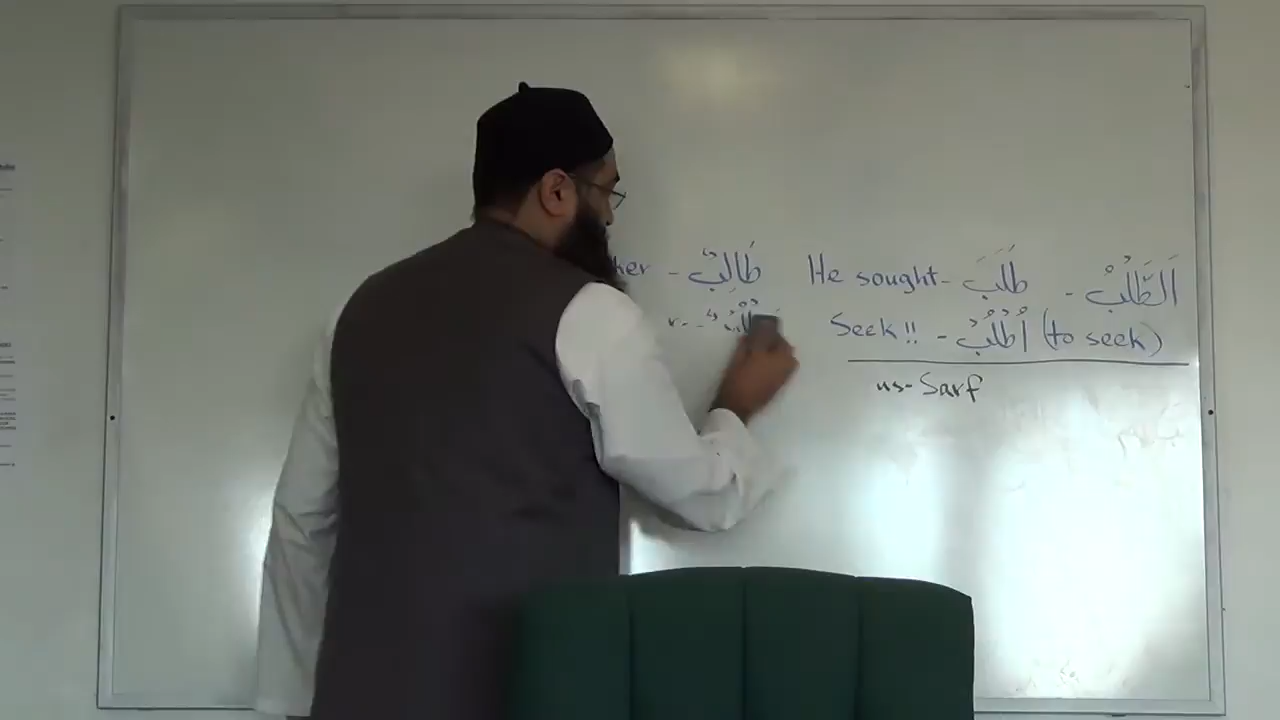 her - طَالِبٌ He sought - طَلَبَ - اَلطَّلَبُ
Seek!! - اُطْلُبْ (to seek)
us-Sarf